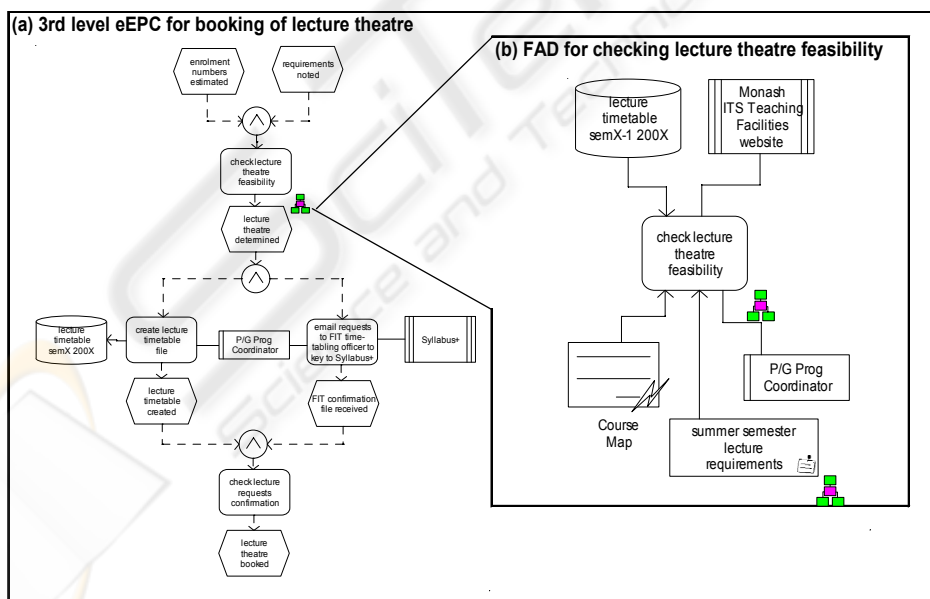 (a) 3rd level eEPC for booking of lecture theatre
enrolment
numbers
estimated
requirements
noted
check lecture
theatre
feasibility
lecture
theatre
determined
lecture
timetable
semX 200X
create lecture
timetable
file
P/G Prog
Coordinator
email requests
to FIT time-
tabling officer to
key to Syllabus+
Syllabus+
lecture
timetable
created
FIT confirmation
file received
check lecture
requests
confirmation
lecture
theatre
booked
(b) FAD for checking lecture theatre feasibility
lecture
timetable
semX-1 200X
Monash
ITS Teaching
Facilities
website
check lecture
theatre
feasibility
Course
Map
P/G Prog
Coordinator
summer semester
lecture
requirements
Science and Techn